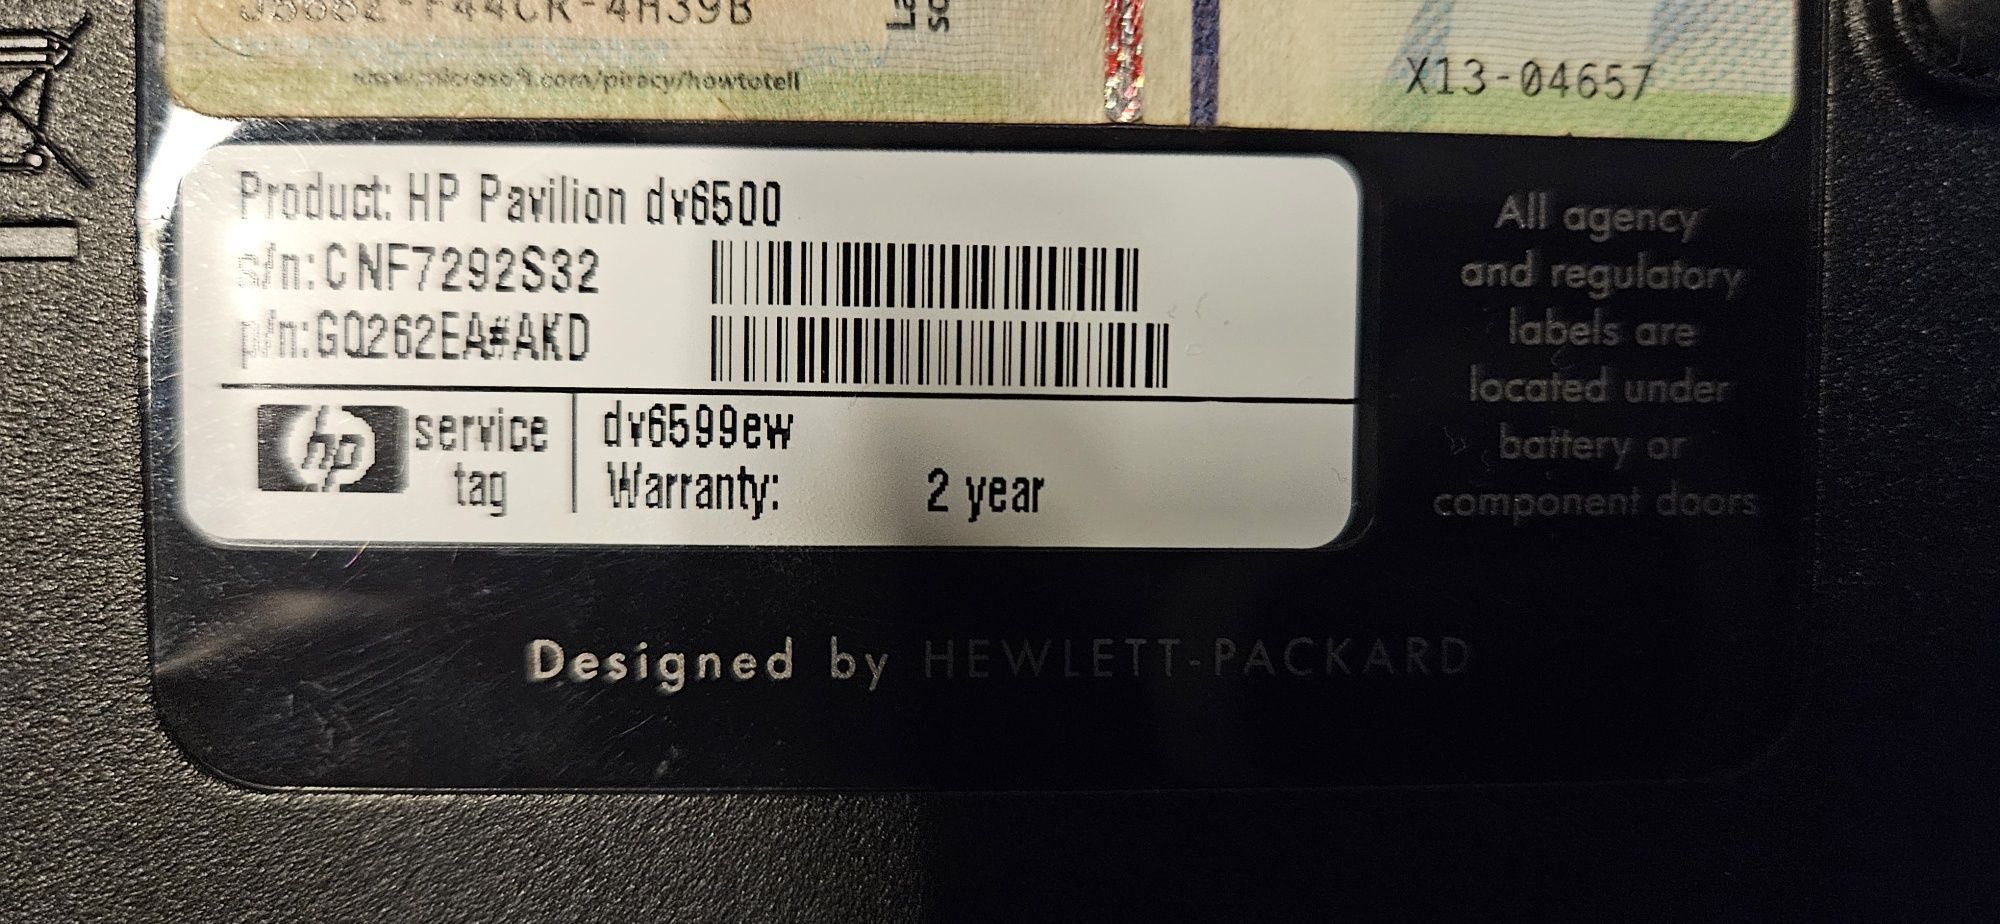 X13-04657
Product: HP Pavilion dv6500
s/n: CNF7292S32
p/n: GQ262EA#AKD
hp service tag
dv6599ew
Warranty: 2 year
All agency
and regulatory
labels are
located under
battery or
component doors
Designed by HEWLETT-PACKARD